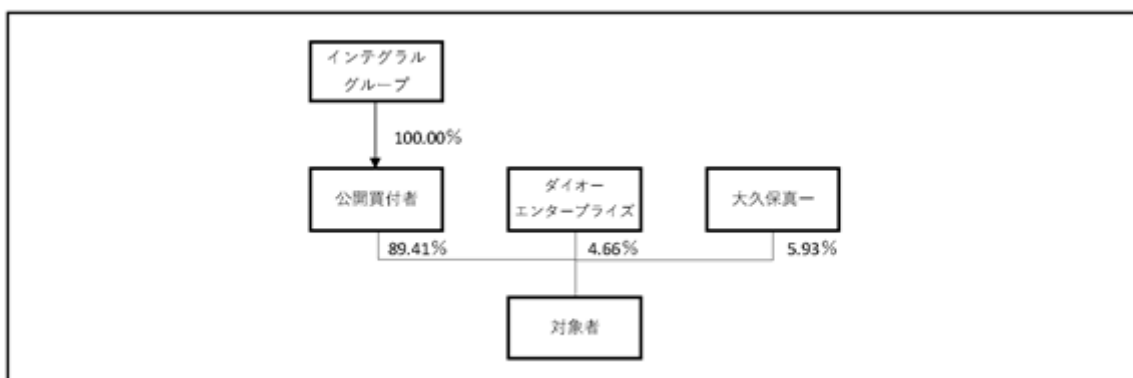 インテグラル
グループ
100.00%
公開買付者
ダイオー
エンタープライズ
大久保真一
89.41%
4.66%
5.93%
対象者